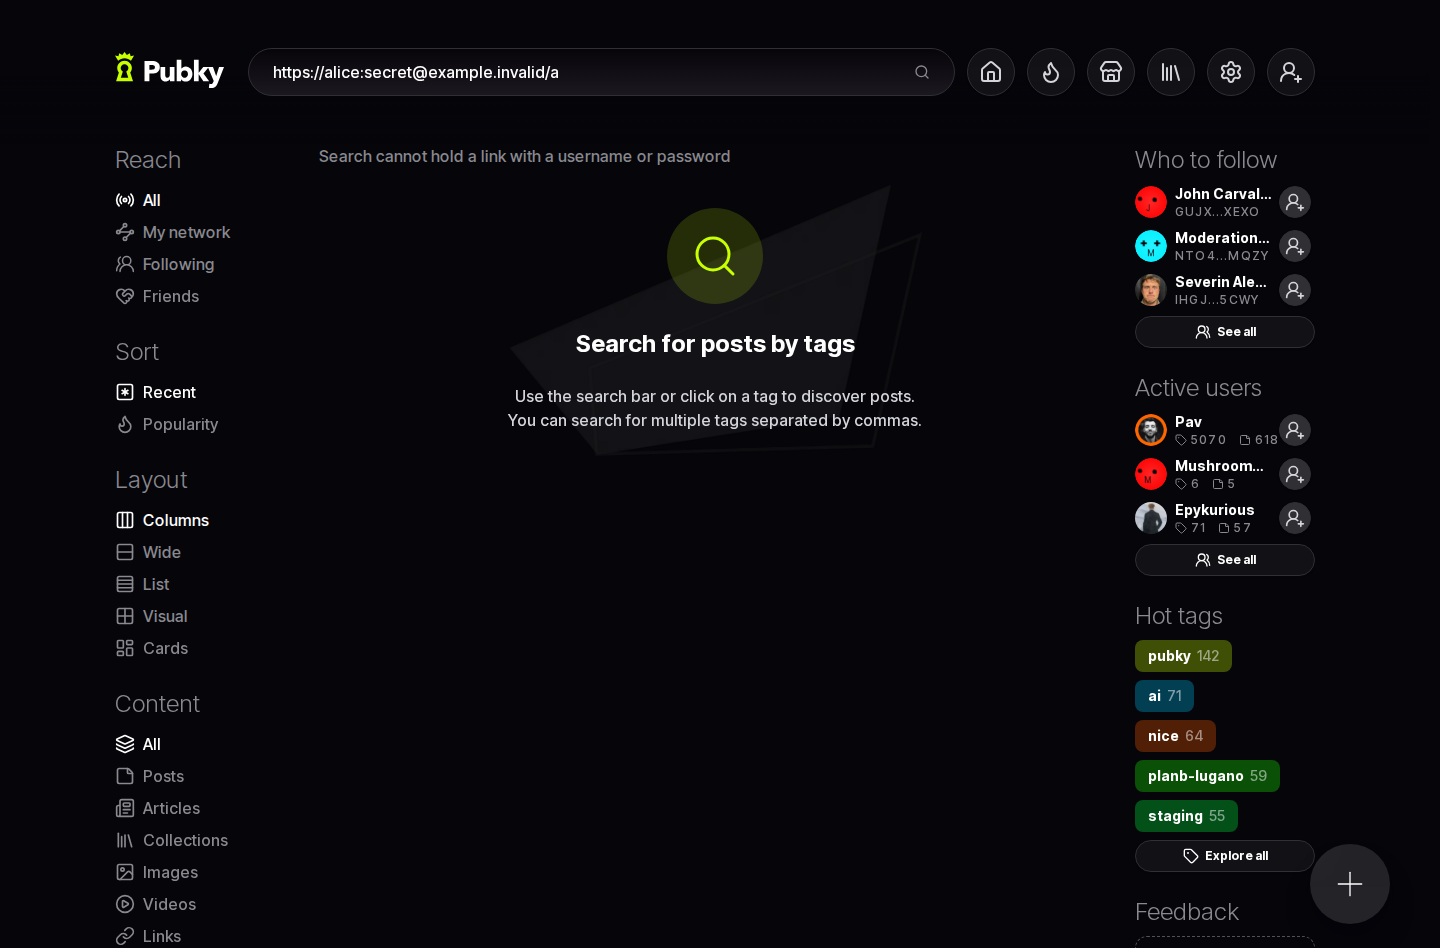 Pubky
https://alice:secret@example.invalid/a
Reach
All
My network
Following
Friends
Sort
Recent
Popularity
Layout
Columns
Wide
List
Visual
Cards
Content
All
Posts
Articles
Collections
Images
Videos
Links
Search cannot hold a link with a username or password
Search for posts by tags
Use the search bar or click on a tag to discover posts.
You can search for multiple tags separated by commas.
Who to follow
John Carval...
GUJX...XEXO
Moderation...
NTO4...MQZY
Severin Ale...
IHGJ...5CWY
See all
Active users
Pav
5070 618
Mushroom...
6 5
Epykurious
71 57
See all
Hot tags
pubky 142
ai 71
nice 64
planb-lugano 59
staging 55
Explore all
Feedback